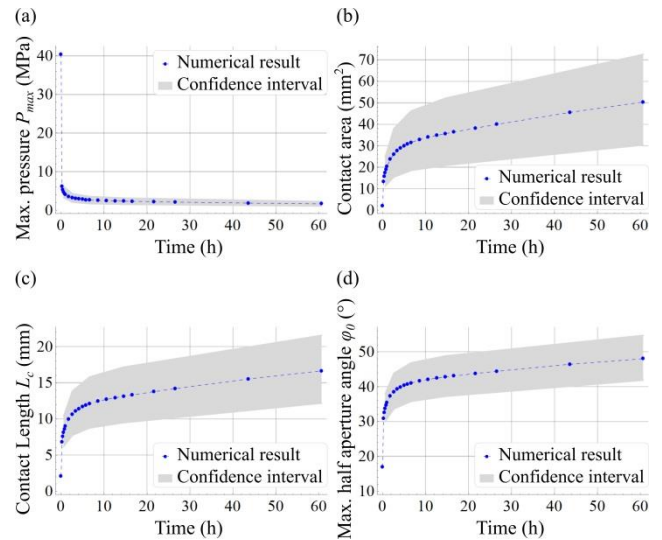 (a)
Max. pressure P_max (MPa)
40
30
20
10
0
Numerical result
Confidence interval
0 10 20 30 40 50 60
Time (h)
(b)
Contact area (mm²)
70
60
50
40
30
20
10
0
Numerical result
Confidence interval
0 10 20 30 40 50 60
Time (h)
(c)
Contact Length L_c (mm)
20
15
10
5
0
Numerical result
Confidence interval
0 10 20 30 40 50 60
Time (h)
(d)
Max. half aperture angle φ_0 (°)
50
40
30
20
10
Numerical result
Confidence interval
0 10 20 30 40 50 60
Time (h)